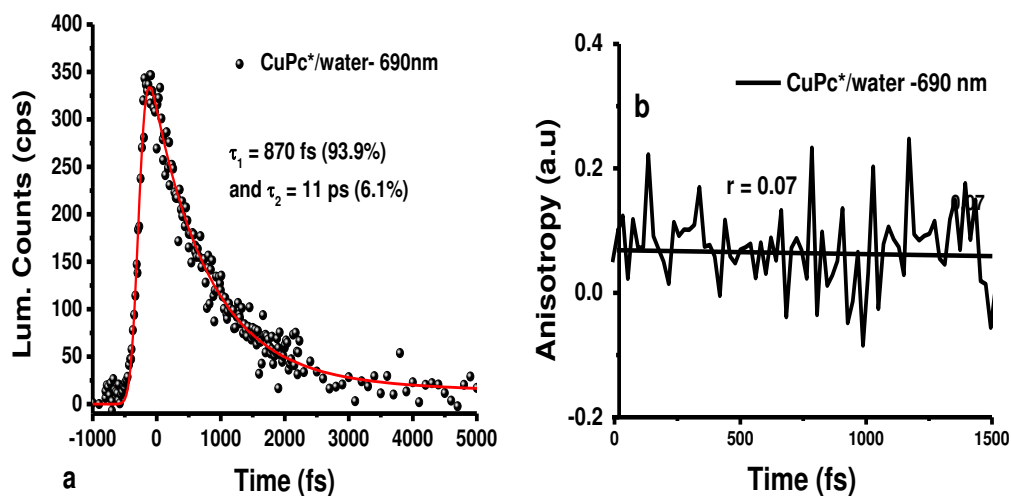 400
350
300
250
200
150
100
50
0
Lum. Counts (cps)
CuPc*/water- 690nm
τ1 = 870 fs (93.9%)
and τ2 = 11 ps (6.1%)
-1000 0 1000 2000 3000 4000 5000
a
Time (fs)
0.4
0.2
0.0
-0.2
Anisotropy (a.u)
b
CuPc*/water -690 nm
r = 0.07
0.07
0 500 1000 1500
Time (fs)